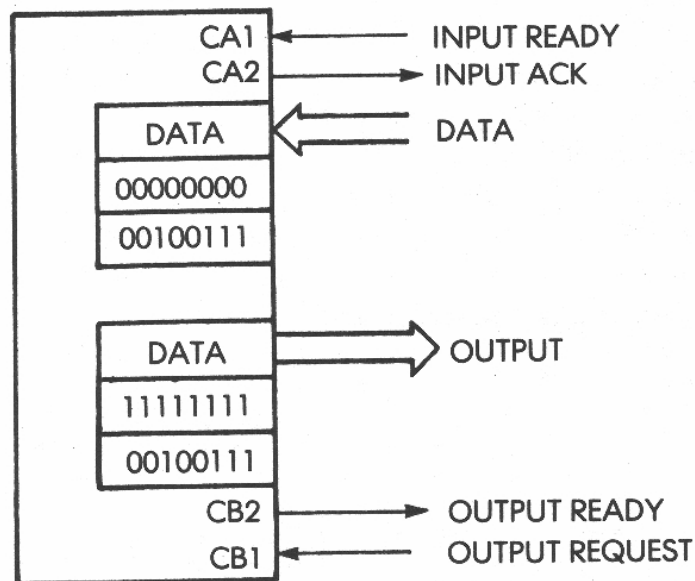 CA1 INPUT READY
CA2 INPUT ACK
DATA DATA
00000000
00100111
DATA OUTPUT
11111111
00100111
CB2 OUTPUT READY
CB1 OUTPUT REQUEST